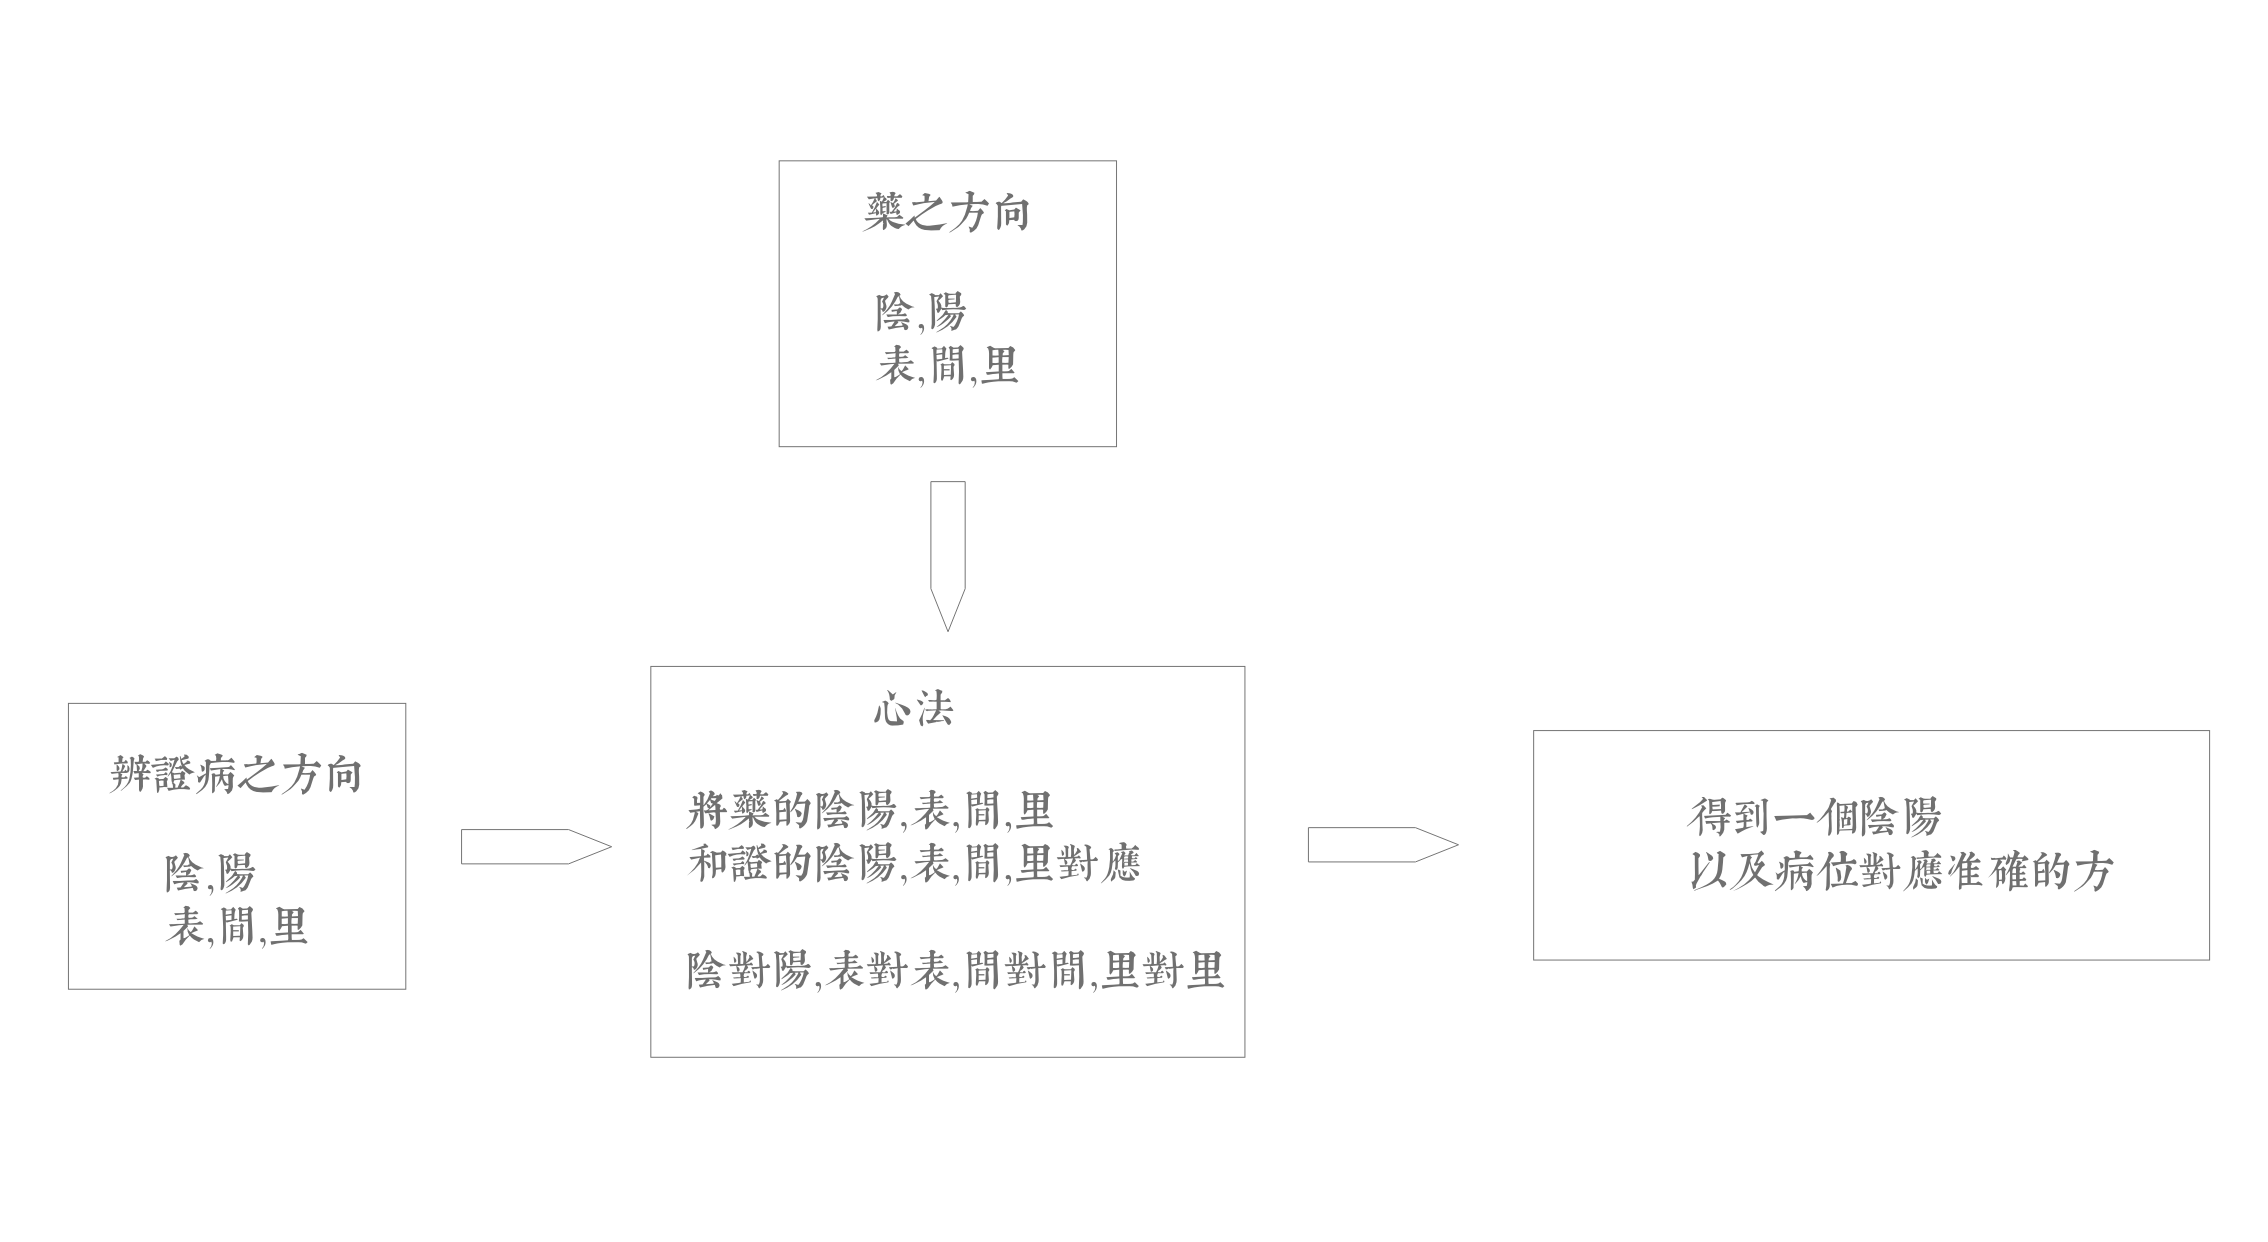 藥之方向
陰,陽
表,間,里
辨證病之方向
陰,陽
表,間,里
心法
將藥的陰陽,表,間,里
和證的陰陽,表,間,里對應
陰對陽,表對表,間對間,里對里
得到一個陰陽
以及病位對應准確的方